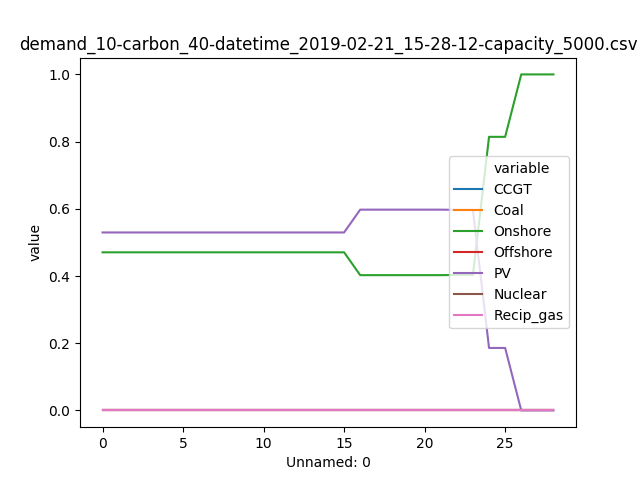 demand_10-carbon_40-datetime_2019-02-21_15-28-12-capacity_5000.csv
1.0
0.8
0.6
0.4
0.2
0.0
value
variable
CCGT
Coal
Onshore
Offshore
PV
Nuclear
Recip_gas
0 5 10 15 20 25
Unnamed: 0